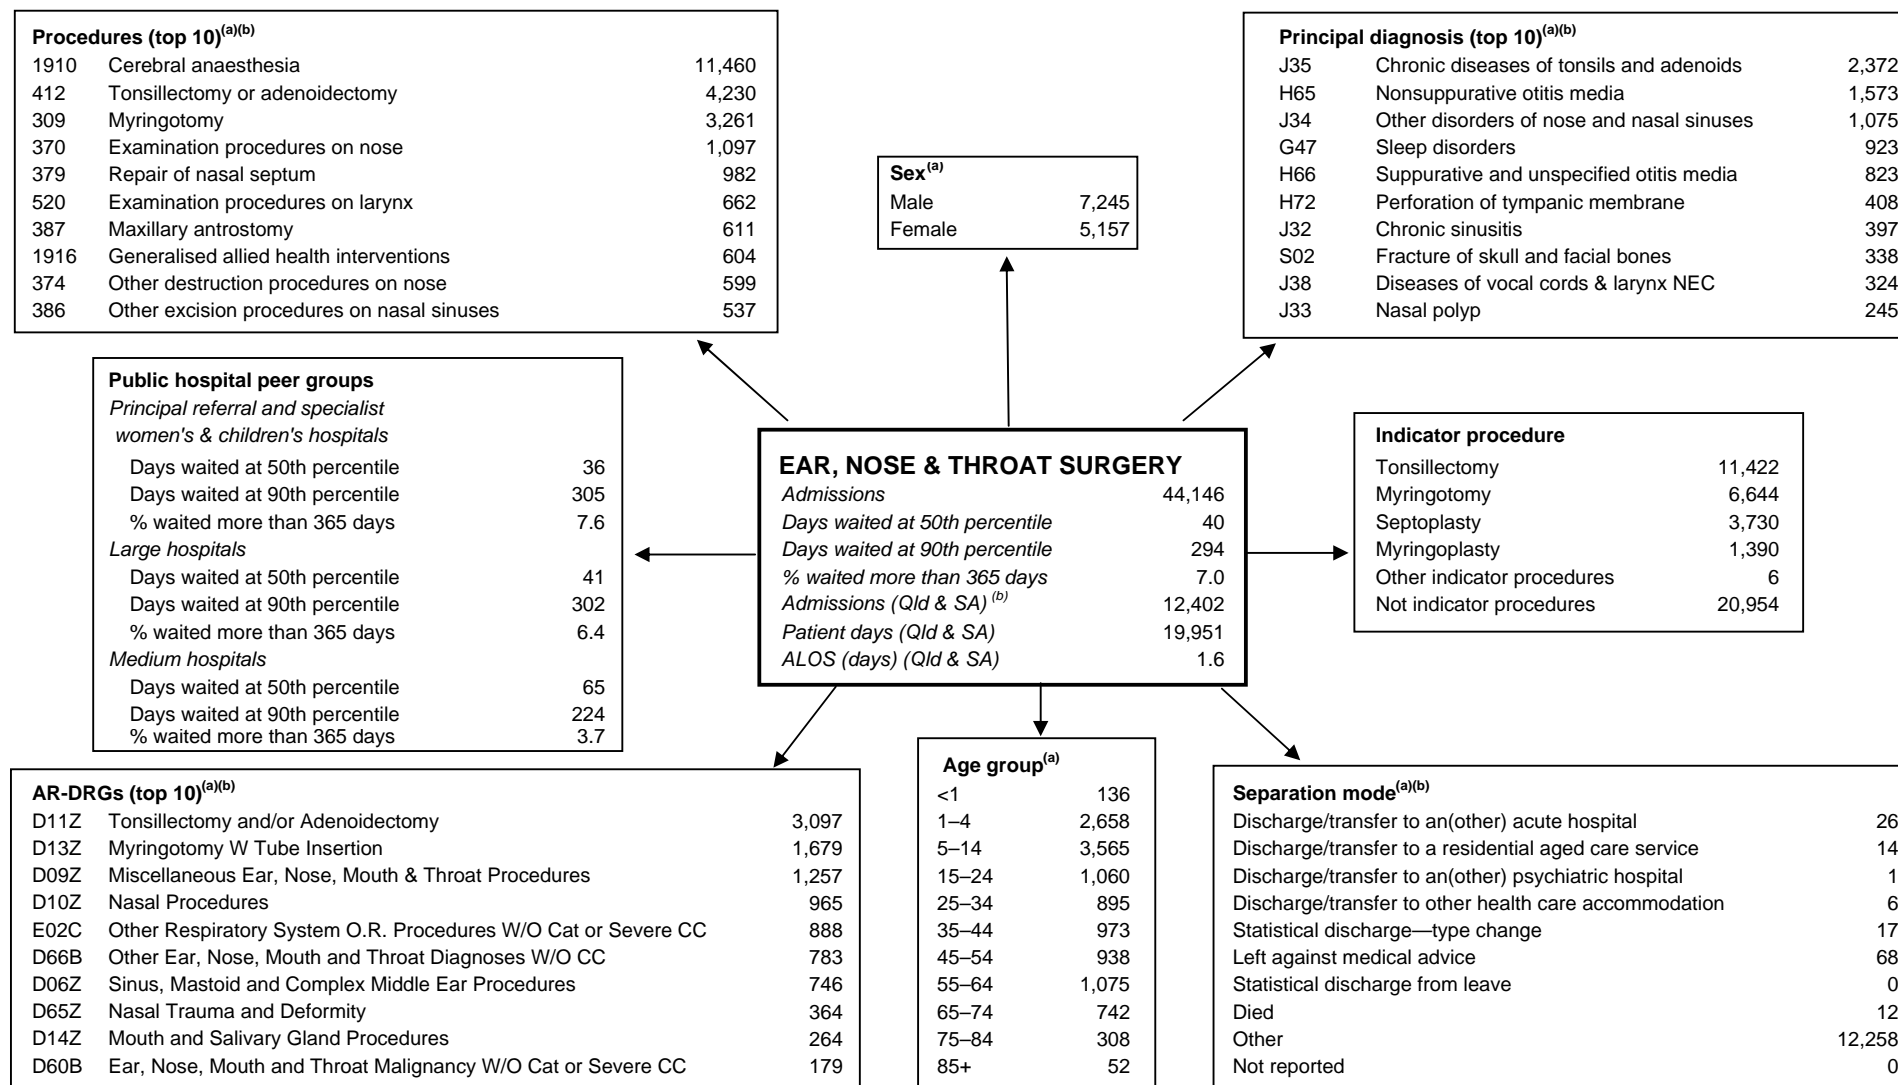 Procedures (top 10)(a)(b)
1910 Cerebral anaesthesia 11,460
412 Tonsillectomy or adenoidectomy 4,230
309 Myringotomy 3,261
370 Examination procedures on nose 1,097
379 Repair of nasal septum 982
520 Examination procedures on larynx 662
387 Maxillary antrostomy 611
1916 Generalised allied health interventions 604
374 Other destruction procedures on nose 599
386 Other excision procedures on nasal sinuses 537
Sex(a)
Male 7,245
Female 5,157
Principal diagnosis (top 10)(a)(b)
J35 Chronic diseases of tonsils and adenoids 2,372
H65 Nonsuppurative otitis media 1,573
J34 Other disorders of nose and nasal sinuses 1,075
G47 Sleep disorders 923
H66 Suppurative and unspecified otitis media 823
H72 Perforation of tympanic membrane 408
J32 Chronic sinusitis 397
S02 Fracture of skull and facial bones 338
J38 Diseases of vocal cords & larynx NEC 324
J33 Nasal polyp 245
Public hospital peer groups
Principal referral and specialist
women's & children's hospitals
Days waited at 50th percentile 36
Days waited at 90th percentile 305
% waited more than 365 days 7.6
Large hospitals
Days waited at 50th percentile 41
Days waited at 90th percentile 302
% waited more than 365 days 6.4
Medium hospitals
Days waited at 50th percentile 65
Days waited at 90th percentile 224
% waited more than 365 days 3.7
EAR, NOSE & THROAT SURGERY
Admissions 44,146
Days waited at 50th percentile 40
Days waited at 90th percentile 294
% waited more than 365 days 7.0
Admissions (Qld & SA) (b) 12,402
Patient days (Qld & SA) 19,951
ALOS (days) (Qld & SA) 1.6
Indicator procedure
Tonsillectomy 11,422
Myringotomy 6,644
Septoplasty 3,730
Myringoplasty 1,390
Other indicator procedures 6
Not indicator procedures 20,954
AR-DRGs (top 10)(a)(b)
D11Z Tonsillectomy and/or Adenoidectomy 3,097
D13Z Myringotomy W Tube Insertion 1,679
D09Z Miscellaneous Ear, Nose, Mouth & Throat Procedures 1,257
D10Z Nasal Procedures 965
E02C Other Respiratory System O.R. Procedures W/O Cat or Severe CC 888
D66B Other Ear, Nose, Mouth and Throat Diagnoses W/O CC 783
D06Z Sinus, Mastoid and Complex Middle Ear Procedures 746
D65Z Nasal Trauma and Deformity 364
D14Z Mouth and Salivary Gland Procedures 264
D60B Ear, Nose, Mouth and Throat Malignancy W/O Cat or Severe CC 179
Age group(a)
<1 136
1–4 2,658
5–14 3,565
15–24 1,060
25–34 895
35–44 973
45–54 938
55–64 1,075
65–74 742
75–84 308
85+ 52
Separation mode(a)(b)
Discharge/transfer to an(other) acute hospital 26
Discharge/transfer to a residential aged care service 14
Discharge/transfer to an(other) psychiatric hospital 1
Discharge/transfer to other health care accommodation 6
Statistical discharge—type change 17
Left against medical advice 68
Statistical discharge from leave 0
Died 12
Other 12,258
Not reported 0